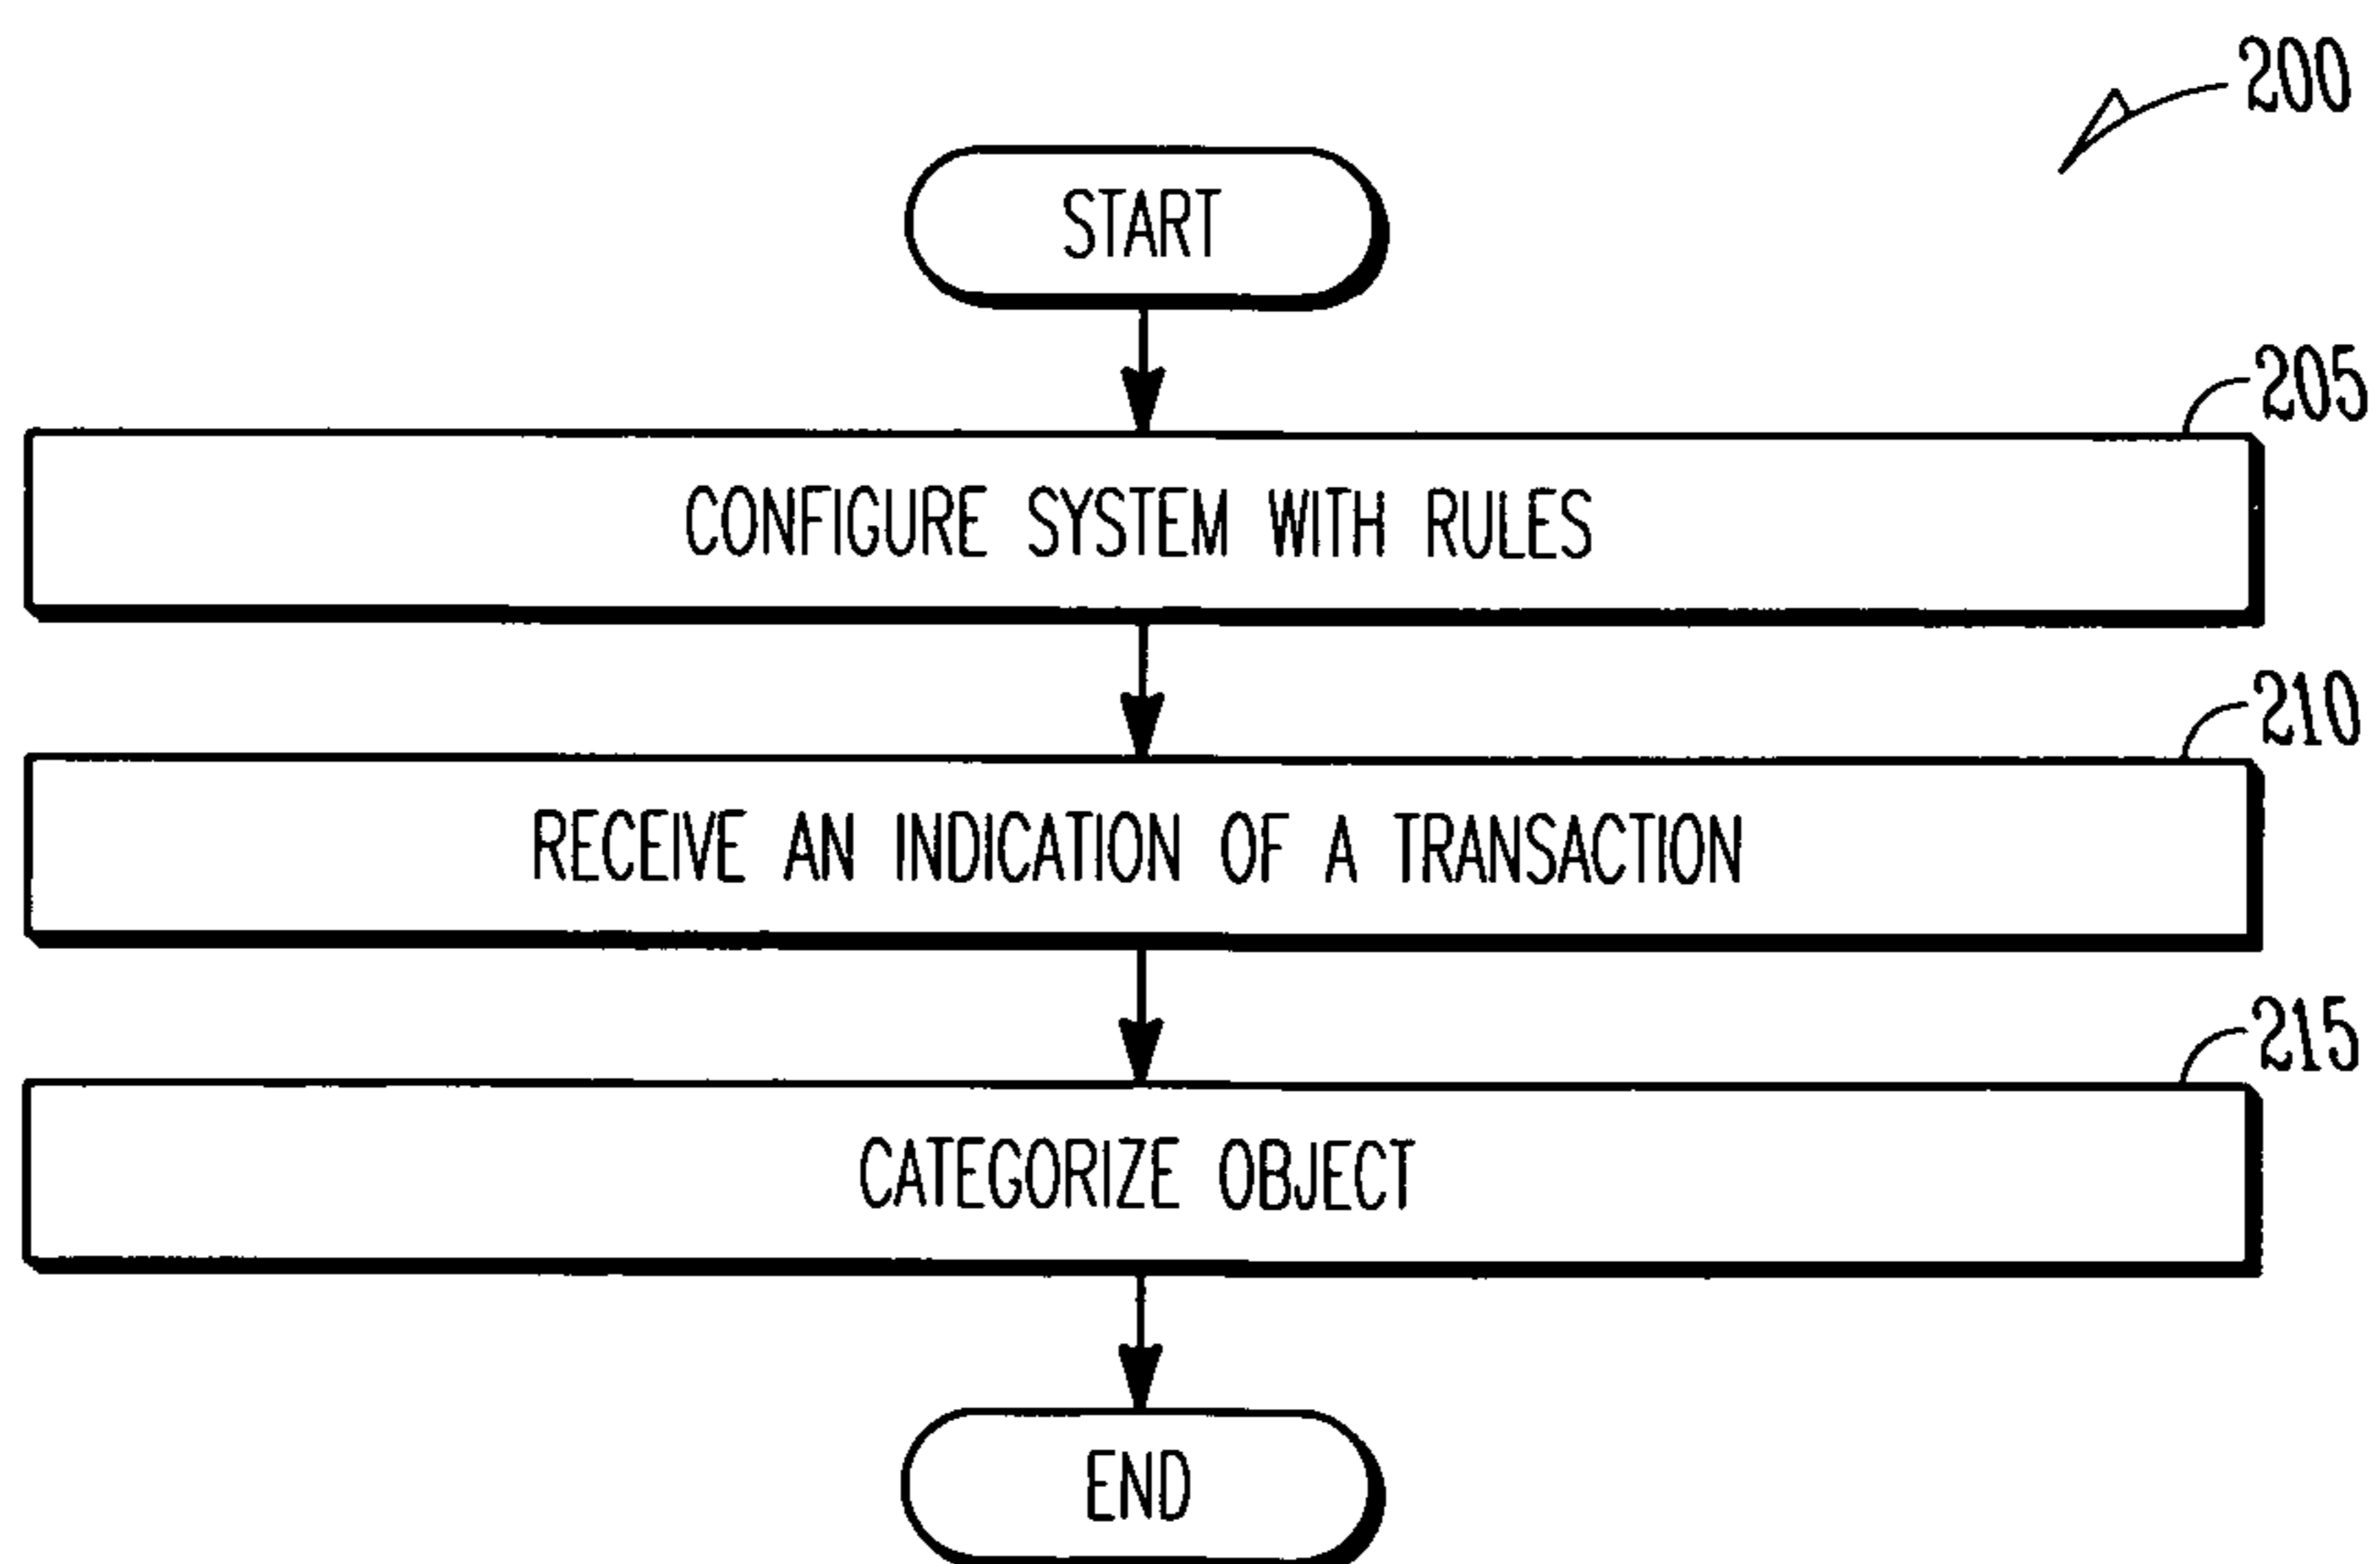 200
START
205
CONFIGURE SYSTEM WITH RULES
210
RECEIVE AN INDICATION OF A TRANSACTION
215
CATEGORIZE OBJECT
END